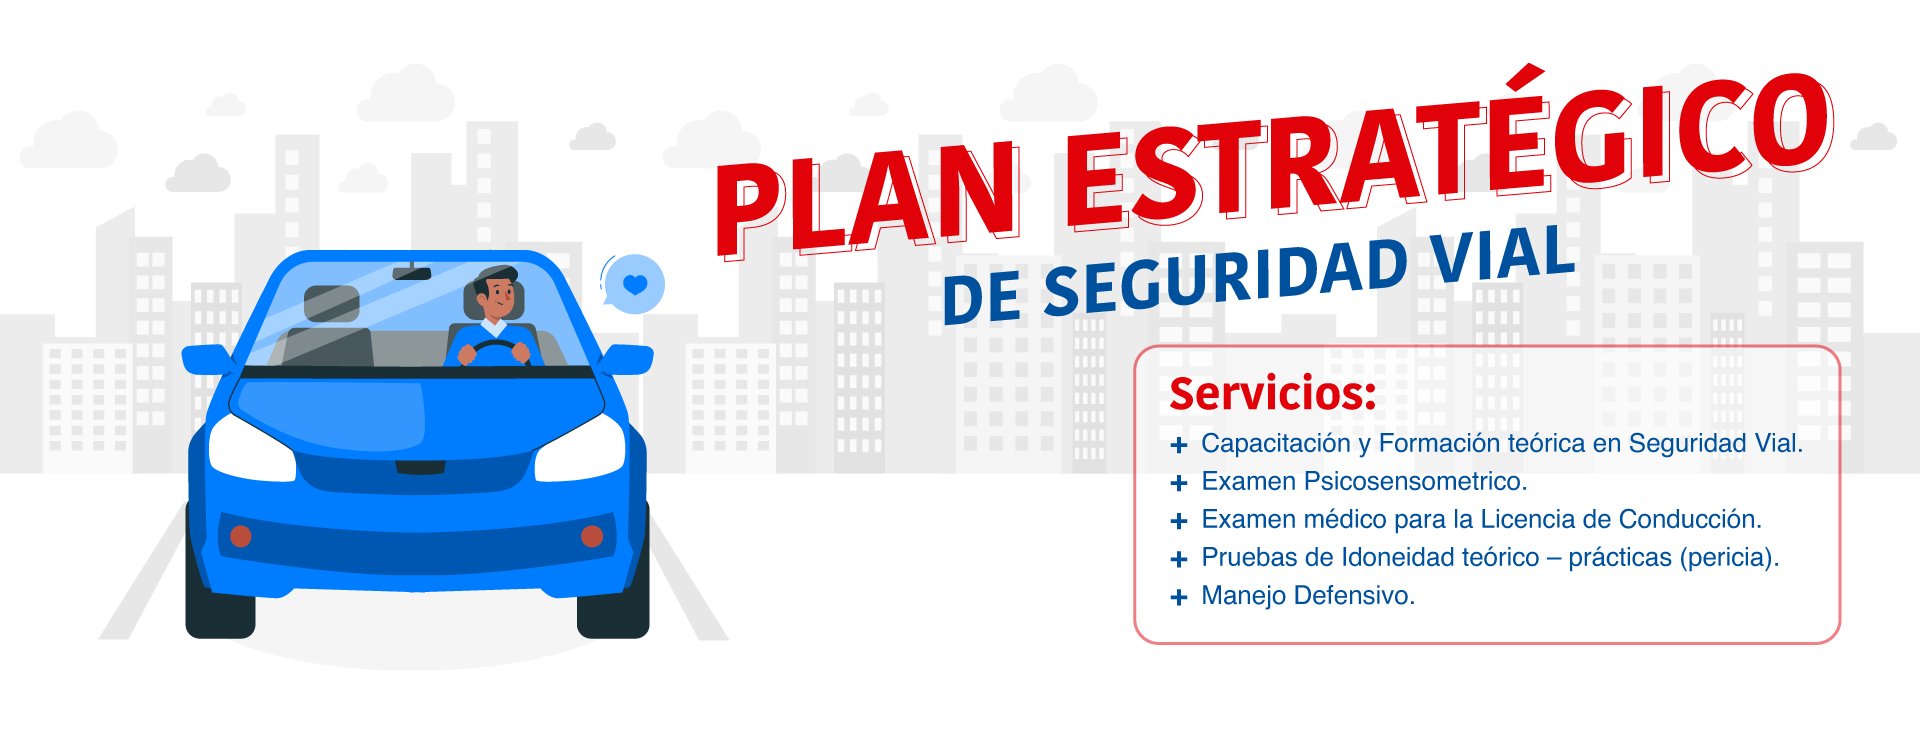 PLAN ESTRATÉGICO
DE SEGURIDAD VIAL
Servicios:
+ Capacitación y Formación teórica en Seguridad Vial.
+ Examen Psicosensometrico.
+ Examen médico para la Licencia de Conducción.
+ Pruebas de Idoneidad teórico – prácticas (pericia).
+ Manejo Defensivo.